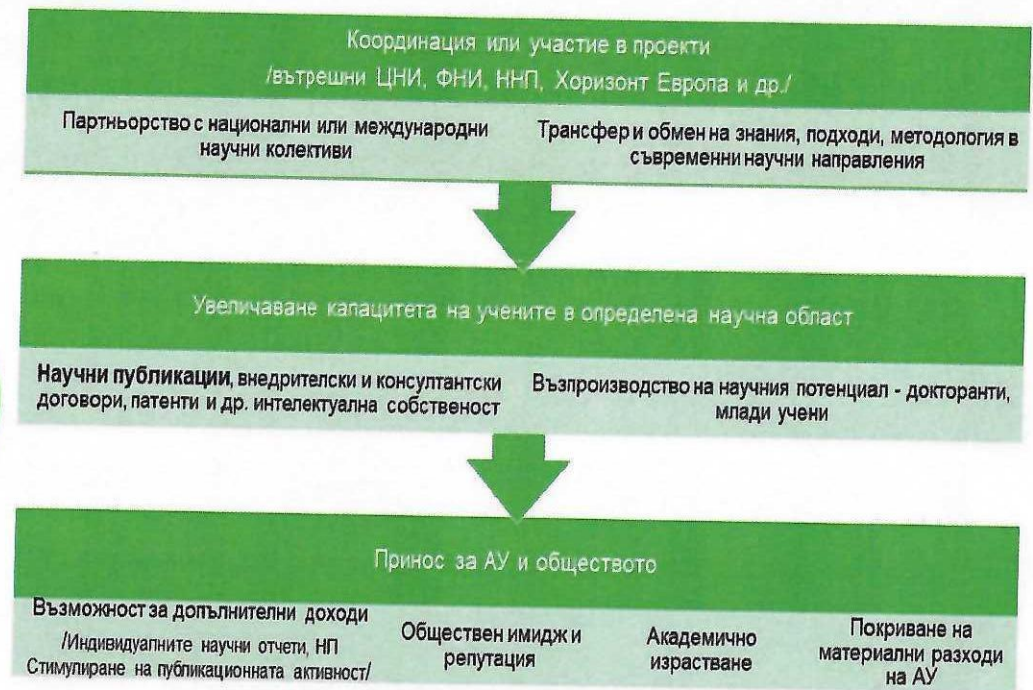 Координация или участие в проекти
/вътрешни ЦНИ, ФНИ, ННП, Хоризонт Европа и др./
Партньорство с национални или международни
научни колективи
Трансфер и обмен на знания, подходи, методология в
съвременни научни направления
Увеличаване капацитета на учените в определена научна област
Научни публикации, внедрителски и консултантски
договори, патенти и др. интелектуална собственост
Възпроизводство на научния потенциал - докторанти,
млади учени
Принос за АУ и обществото
Възможност за допълнителни доходи
/Индивидуалните научни отчети, НП
Стимулиране на публикационната активност/
Обществен имидж и
репутация
Академично
израстване
Покриване на
материални разходи
на АУ